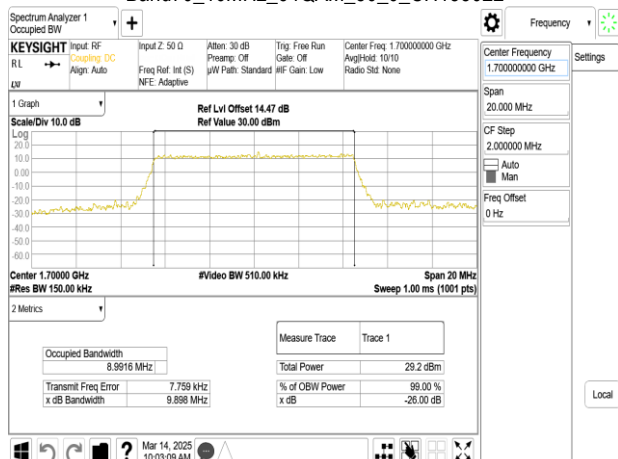 Spectrum Analyzer 1
Occupied BW
+
Frequency
KEYSIGHT
RL
LXI
Input: RF
Coupling: DC
Align: Auto
Input Z: 50 Ω
Freq Ref: Int (S)
NFE: Adaptive
Atten: 30 dB
Preamp: Off
µW Path: Standard
Trig: Free Run
Gate: Off
#IF Gain: Low
Center Freq: 1.700000000 GHz
Avg|Hold: 10/10
Radio Std: None
Center Frequency
1.700000000 GHz
Settings
Span
20.000 MHz
CF Step
2.000000 MHz
Auto
Man
Freq Offset
0 Hz
Local
1 Graph
Scale/Div 10.0 dB
Ref Lvl Offset 14.47 dB
Ref Value 30.00 dBm
Log
20.0
10.0
0.00
-10.0
-20.0
-30.0
-40.0
-50.0
-60.0
Center 1.70000 GHz
#Res BW 150.00 kHz
#Video BW 510.00 kHz
Span 20 MHz
Sweep 1.00 ms (1001 pts)
2 Metrics
Measure Trace Trace 1
Occupied Bandwidth
8.9916 MHz
Total Power 29.2 dBm
Transmit Freq Error 7.759 kHz
% of OBW Power 99.00 %
x dB Bandwidth 9.898 MHz
x dB -26.00 dB
?
Mar 14, 2025
10:03:09 AM